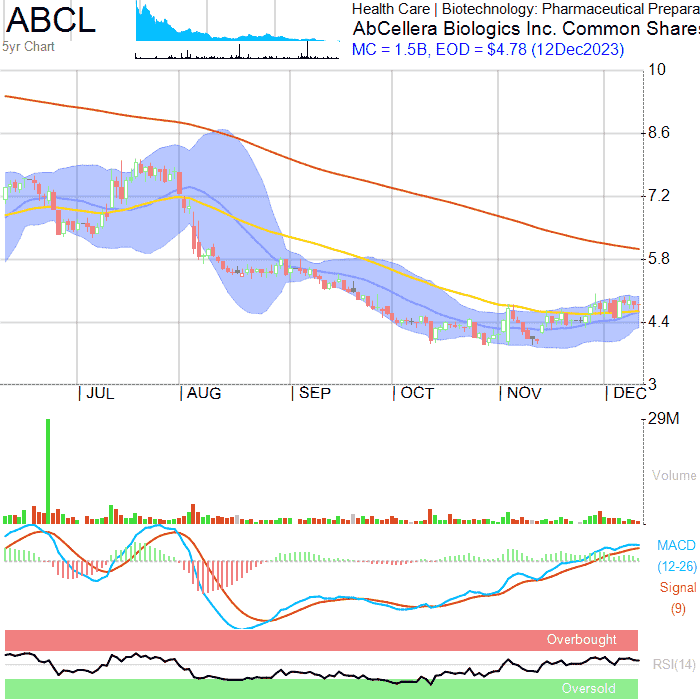 ABCL
5yr Chart
Health Care | Biotechnology: Pharmaceutical Prepara
AbCellera Biologics Inc. Common Shares
MC = 1.5B, EOD = $4.78 (12Dec2023)
10
8.6
7.2
5.8
4.4
3
JUL AUG SEP OCT NOV DEC
29M
Volume
MACD
(12-26)
Signal
(9)
Overbought
RSI(14)
Oversold